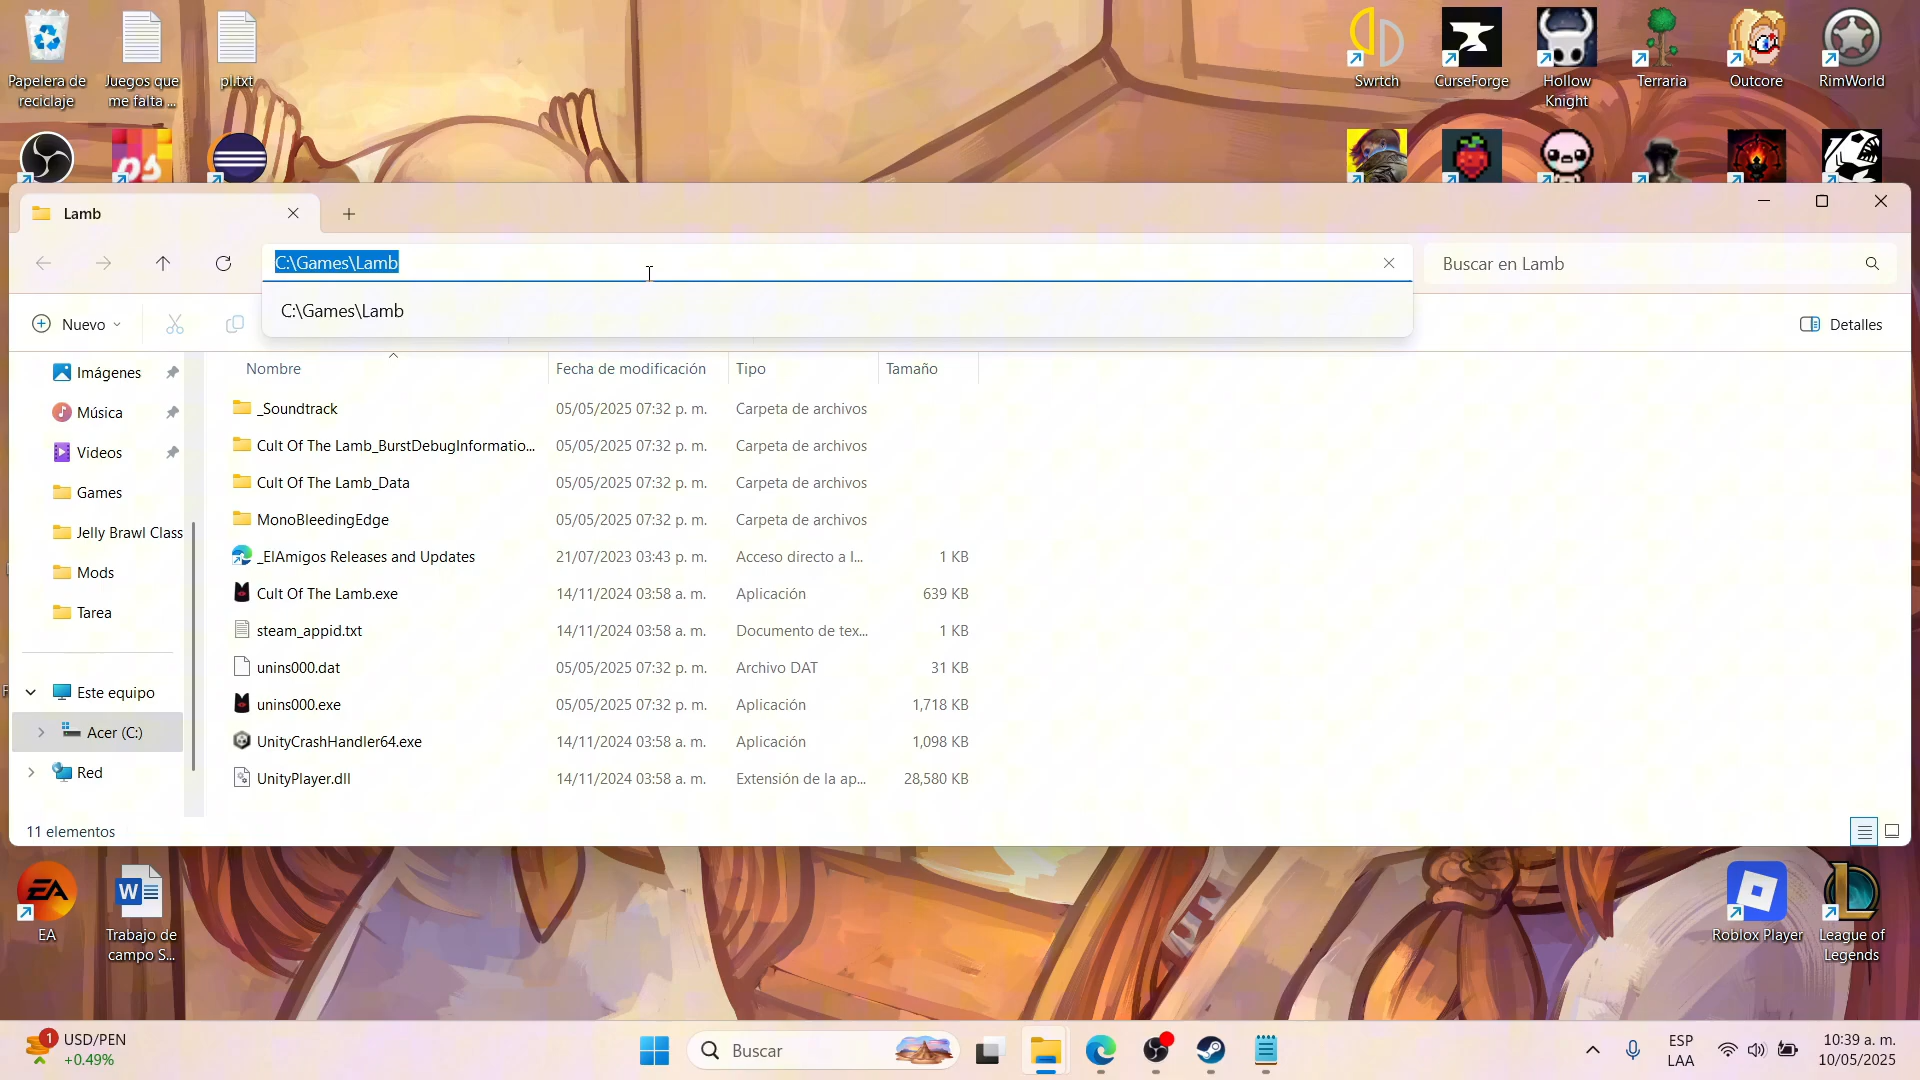 Papelera de
reciclaje
Juegos que
me falta ...
pl.txt
Swrtch
CurseForge
Hollow
Knight
Terraria
Outcore
RimWorld
Lamb
C:\Games\Lamb
Buscar en Lamb
Nuevo
C:\Games\Lamb
Detalles
Nombre
Fecha de modificación
Tipo
Tamaño
Imágenes
Música
Videos
Games
Jelly Brawl Class
Mods
Tarea
Este equipo
Acer (C:)
Red
_Soundtrack 05/05/2025 07:32 p. m. Carpeta de archivos
Cult Of The Lamb_BurstDebugInformatio... 05/05/2025 07:32 p. m. Carpeta de archivos
Cult Of The Lamb_Data 05/05/2025 07:32 p. m. Carpeta de archivos
MonoBleedingEdge 05/05/2025 07:32 p. m. Carpeta de archivos
_ElAmigos Releases and Updates 21/07/2023 03:43 p. m. Acceso directo a I... 1 KB
Cult Of The Lamb.exe 14/11/2024 03:58 a. m. Aplicación 639 KB
steam_appid.txt 14/11/2024 03:58 a. m. Documento de tex... 1 KB
unins000.dat 05/05/2025 07:32 p. m. Archivo DAT 31 KB
unins000.exe 05/05/2025 07:32 p. m. Aplicación 1,718 KB
UnityCrashHandler64.exe 14/11/2024 03:58 a. m. Aplicación 1,098 KB
UnityPlayer.dll 14/11/2024 03:58 a. m. Extensión de la ap... 28,580 KB
11 elementos
EA
EA
W
Trabajo de
campo S...
Roblox Player
League of
Legends
1
USD/PEN
+0.49%
Buscar
ESP
LAA
10:39 a. m.
10/05/2025